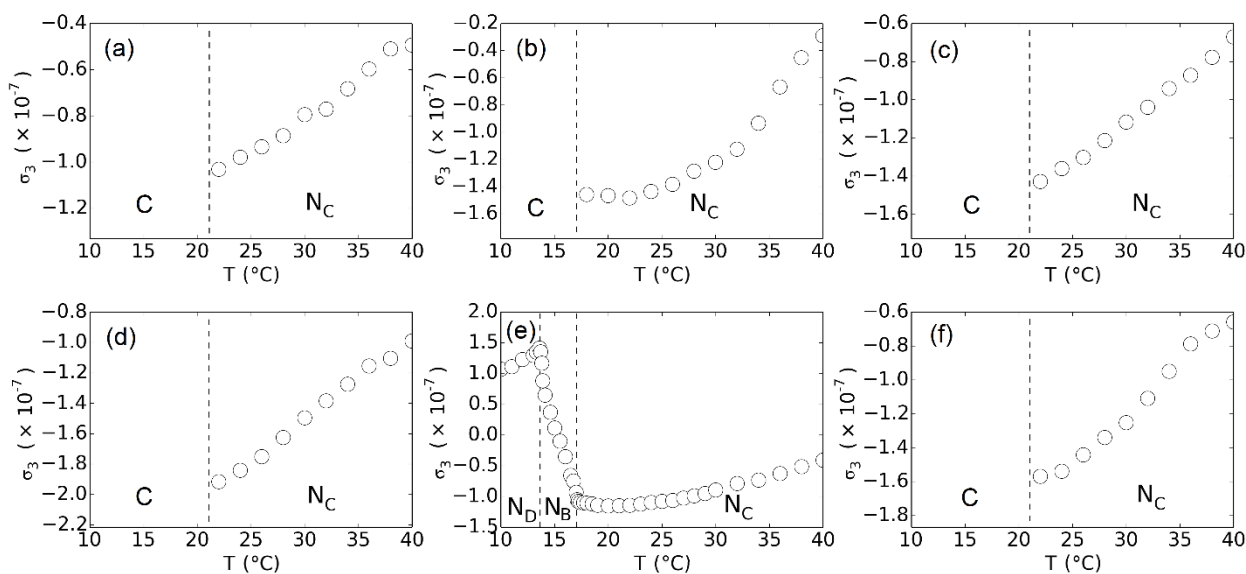 (a)
σ₃ (× 10⁻⁷)
−0.4
−0.6
−0.8
−1.0
−1.2
C
N_C
10 15 20 25 30 35 40
T (°C)
(b)
σ₃ (× 10⁻⁷)
−0.2
−0.4
−0.6
−0.8
−1.0
−1.2
−1.4
−1.6
C
N_C
10 15 20 25 30 35 40
T (°C)
(c)
σ₃ (× 10⁻⁷)
−0.6
−0.8
−1.0
−1.2
−1.4
−1.6
C
N_C
10 15 20 25 30 35 40
T (°C)
(d)
σ₃ (× 10⁻⁷)
−0.8
−1.0
−1.2
−1.4
−1.6
−1.8
−2.0
−2.2
C
N_C
10 15 20 25 30 35 40
T (°C)
(e)
σ₃ (× 10⁻⁷)
2.0
1.5
1.0
0.5
0.0
−0.5
−1.0
−1.5
N_D N_B N_C
10 15 20 25 30 35 40
T (°C)
(f)
σ₃ (× 10⁻⁷)
−0.6
−0.8
−1.0
−1.2
−1.4
−1.6
−1.8
C
N_C
10 15 20 25 30 35 40
T (°C)